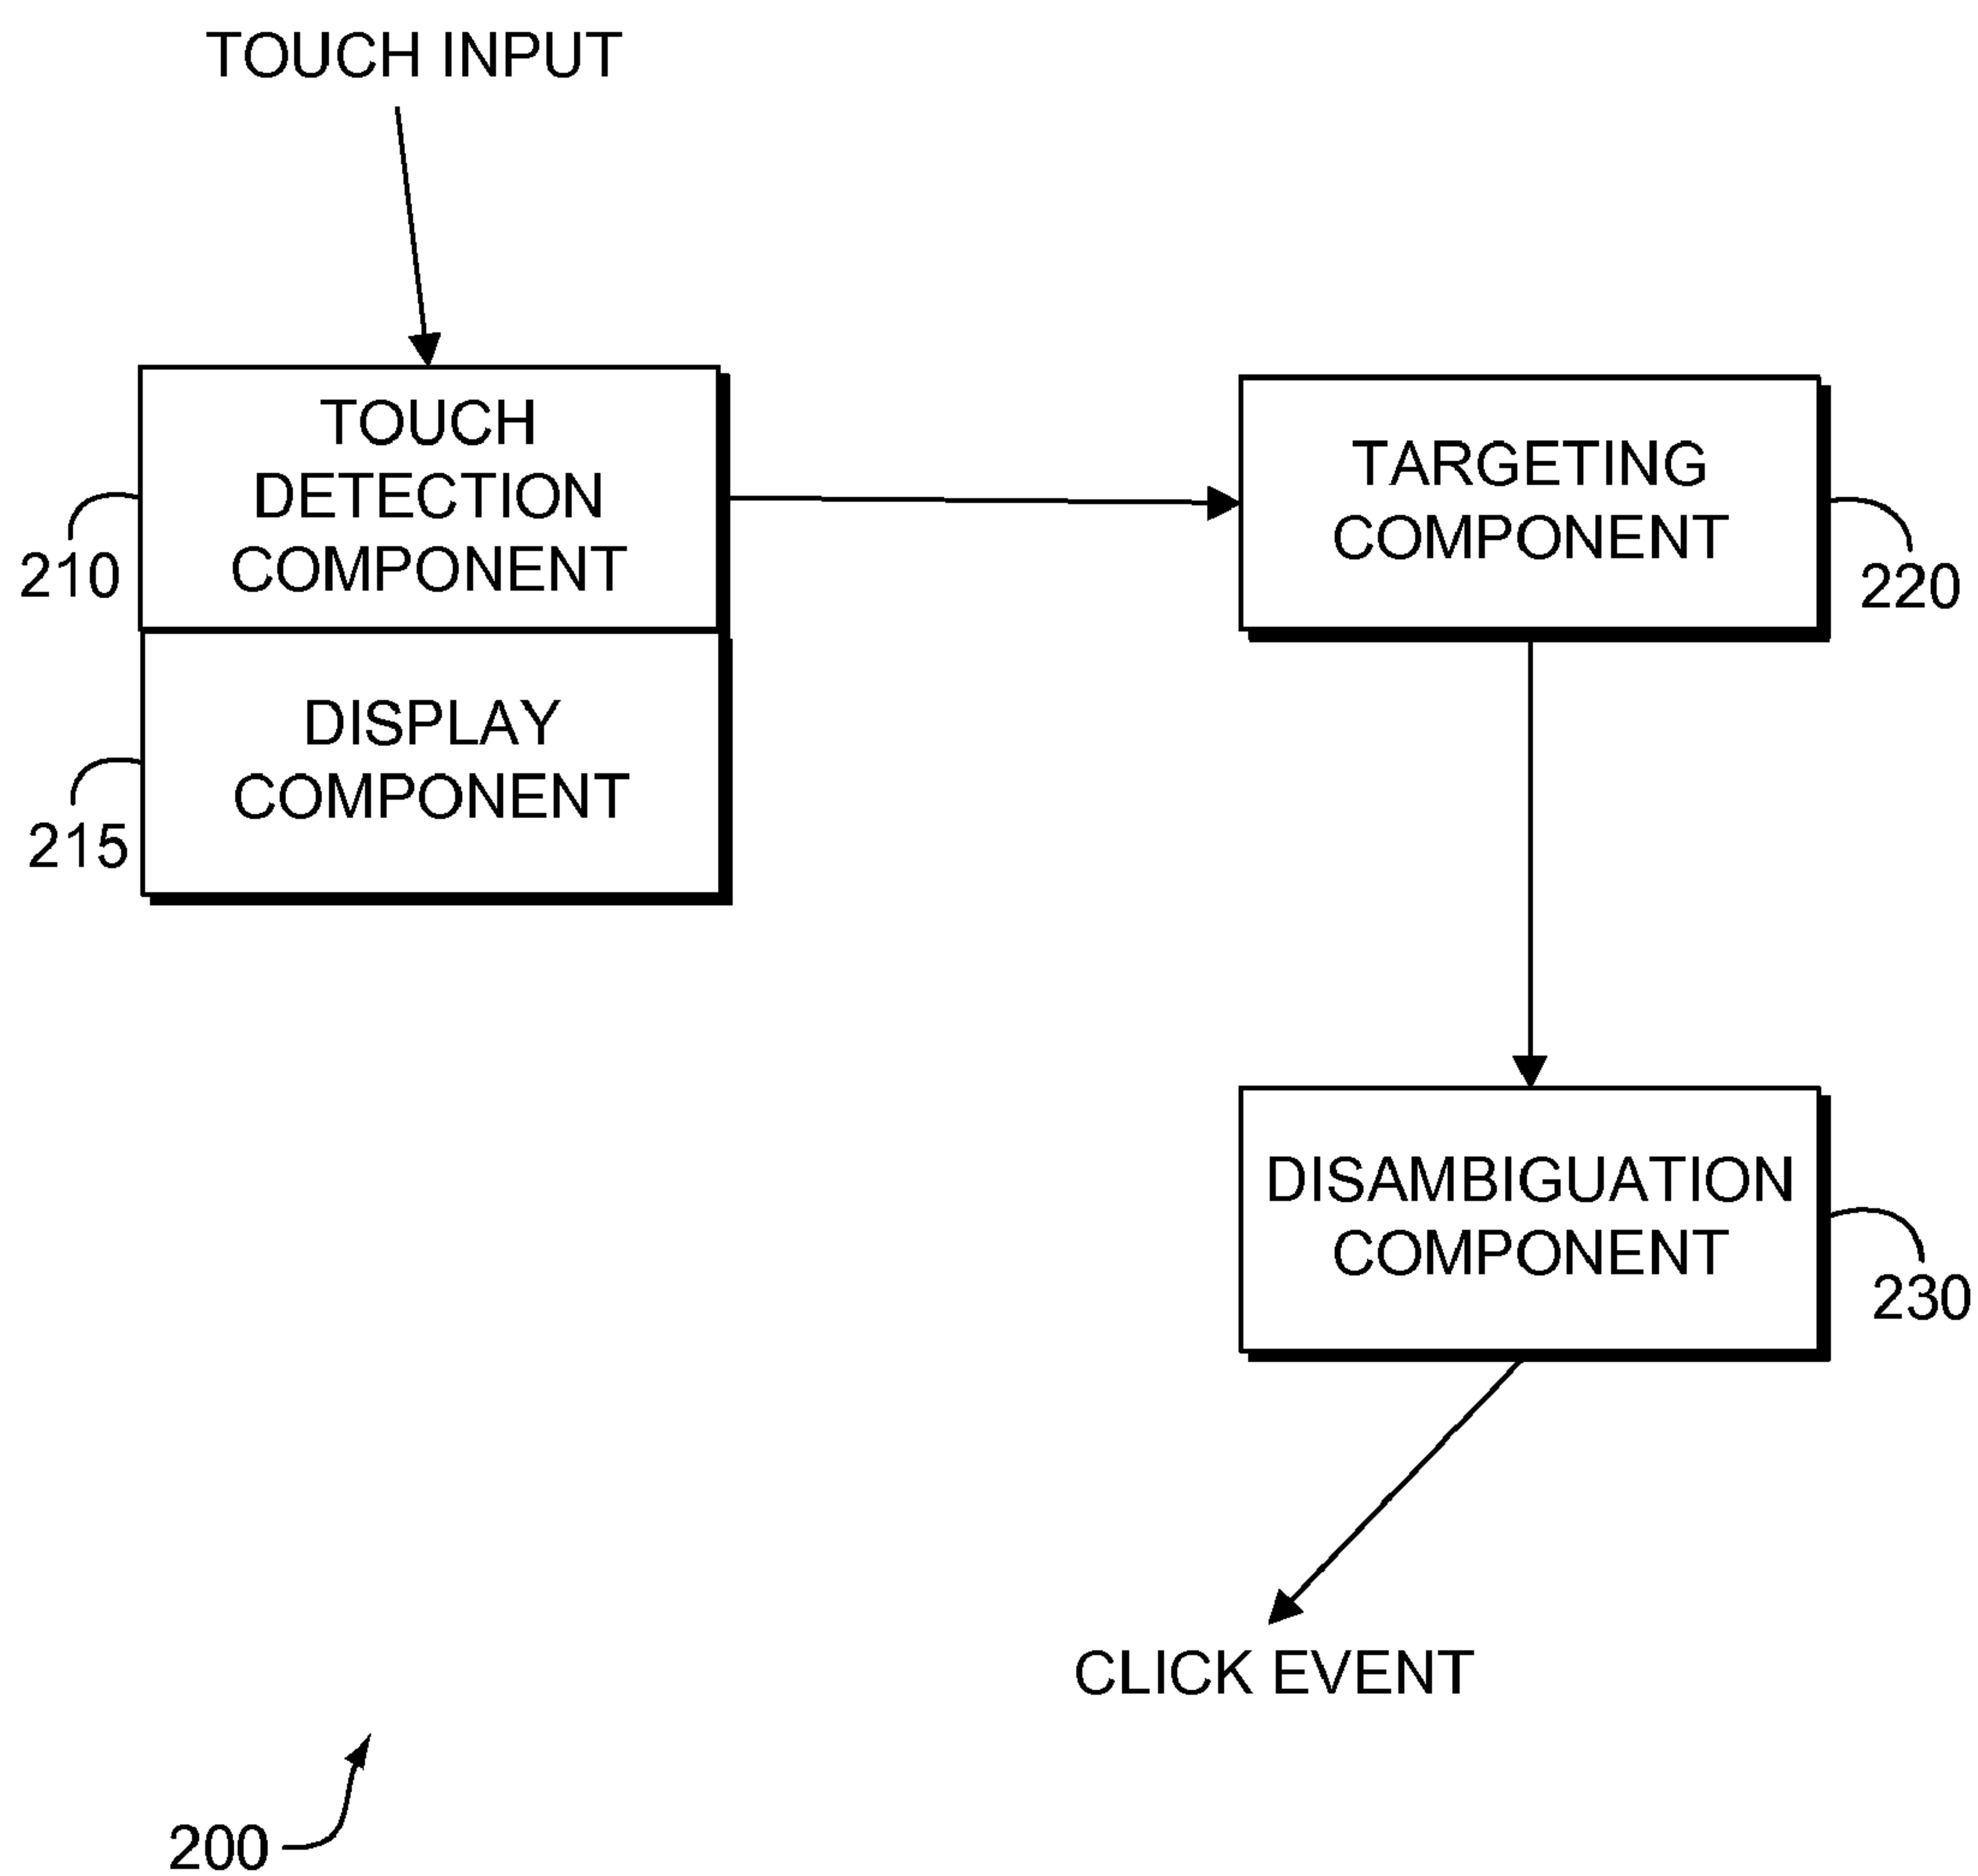 TOUCH INPUT
TOUCH
DETECTION
COMPONENT
210
TARGETING
COMPONENT
220
DISPLAY
COMPONENT
215
DISAMBIGUATION
COMPONENT
230
CLICK EVENT
200